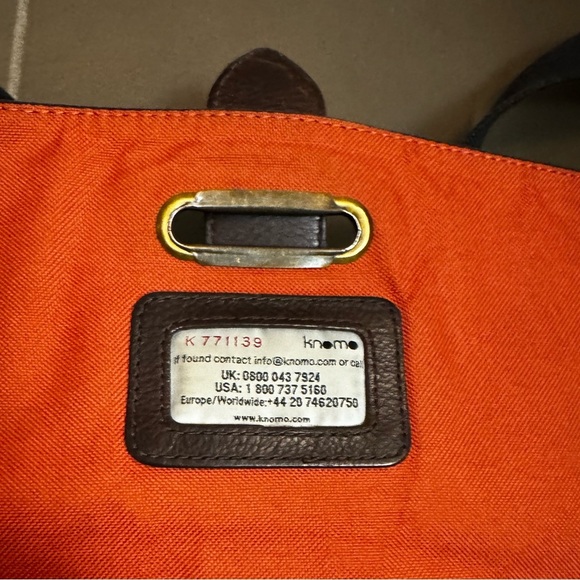 K 771139 knomo
If found contact info@knomo.com or call
UK: 0800 043 7924
USA: 1 800 737 5160
Europe/Worldwide:+44 20 74620750
www.knomo.com